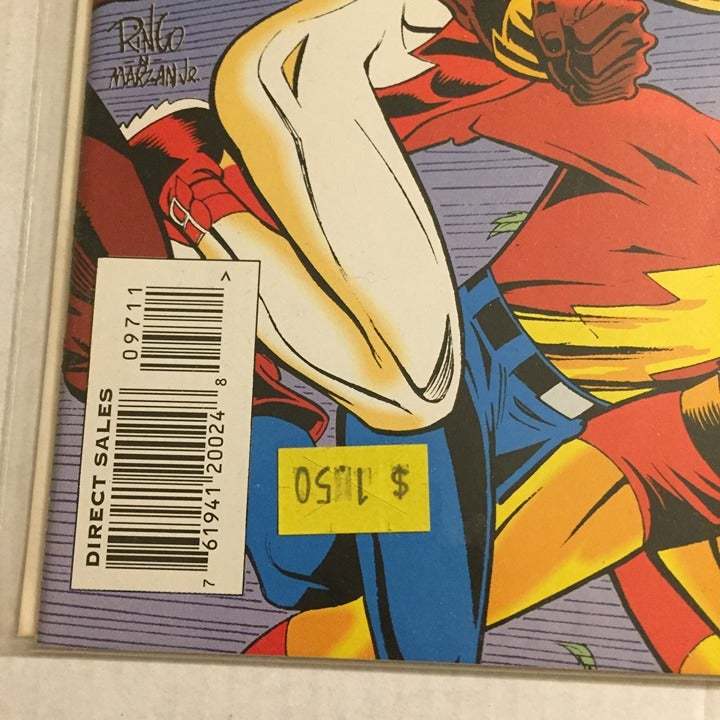 RINGO
-N-
MARZAN JR.
DIRECT SALES
09711 >
7 61941 20024 8
$ 1.50